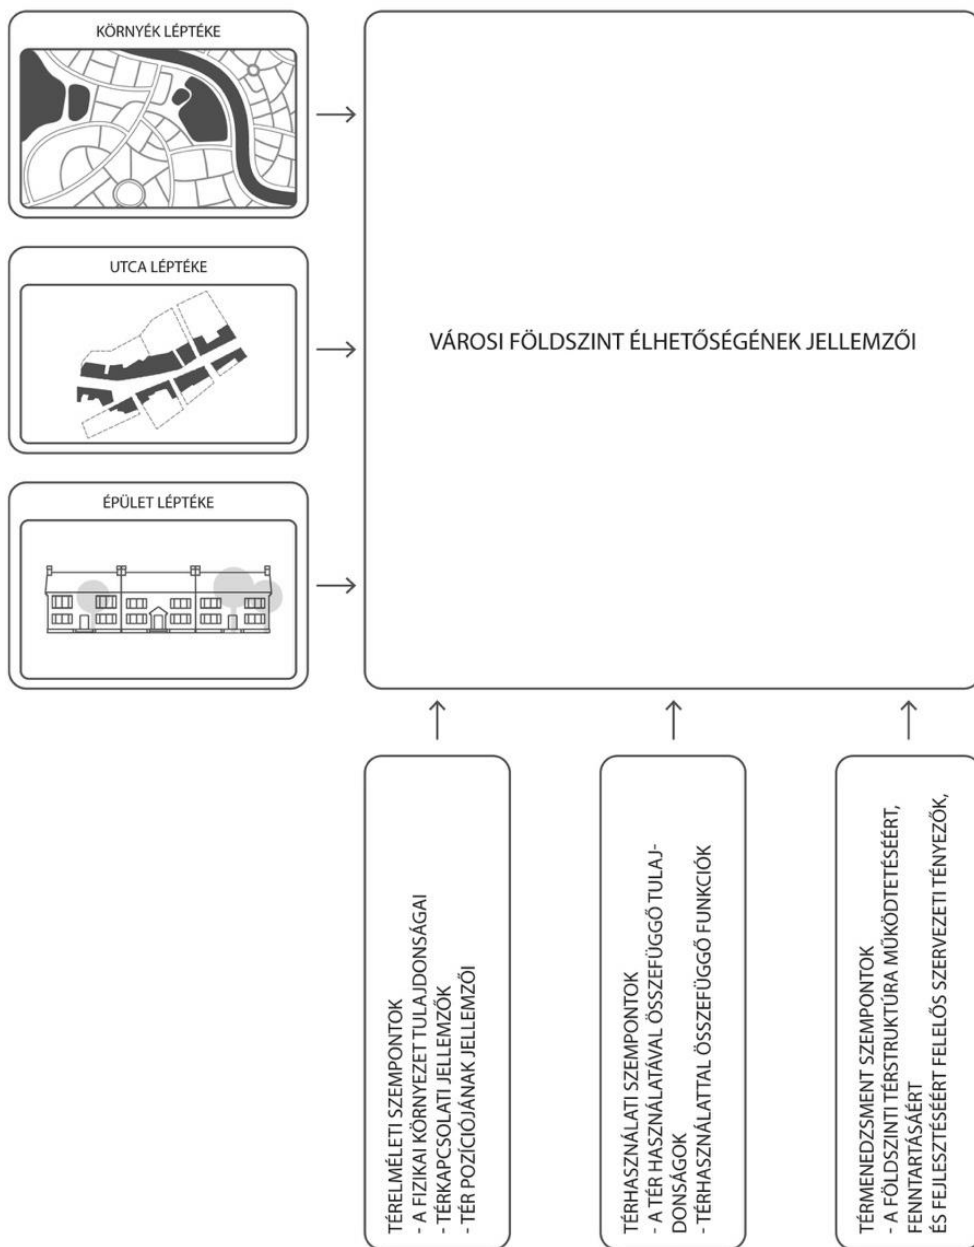 KÖRNYÉK LÉPTÉKE
UTCA LÉPTÉKE
ÉPÜLET LÉPTÉKE
VÁROSI FÖLDSZINT ÉLHETŐSÉGÉNEK JELLEMZŐI
TÉRELMÉLETI SZEMPONTOK
- A FIZIKAI KÖRNYEZET TULAJDONSÁGAI
- TÉRKAPCSOLATI JELLEMZŐK
- TÉR POZÍCIÓJÁNAK JELLEMZŐI
TÉRHASZNÁLATI SZEMPONTOK
- A TÉR HASZNÁLATÁVAL ÖSSZEFÜGGŐ TULAJ-
DONSÁGOK
- TÉRHASZNÁLATTAL ÖSSZEFÜGGŐ FUNKCIÓK
TÉRMENEDZSMENT SZEMPONTOK
- A FÖLDSZINTI TÉRSTRUKTÚRA MŰKÖDTETÉSÉÉRT,
FENNTARTÁSÁÉRT
ÉS FEJLESZTÉSÉÉRT FELELŐS SZERVEZETI TÉNYEZŐK,